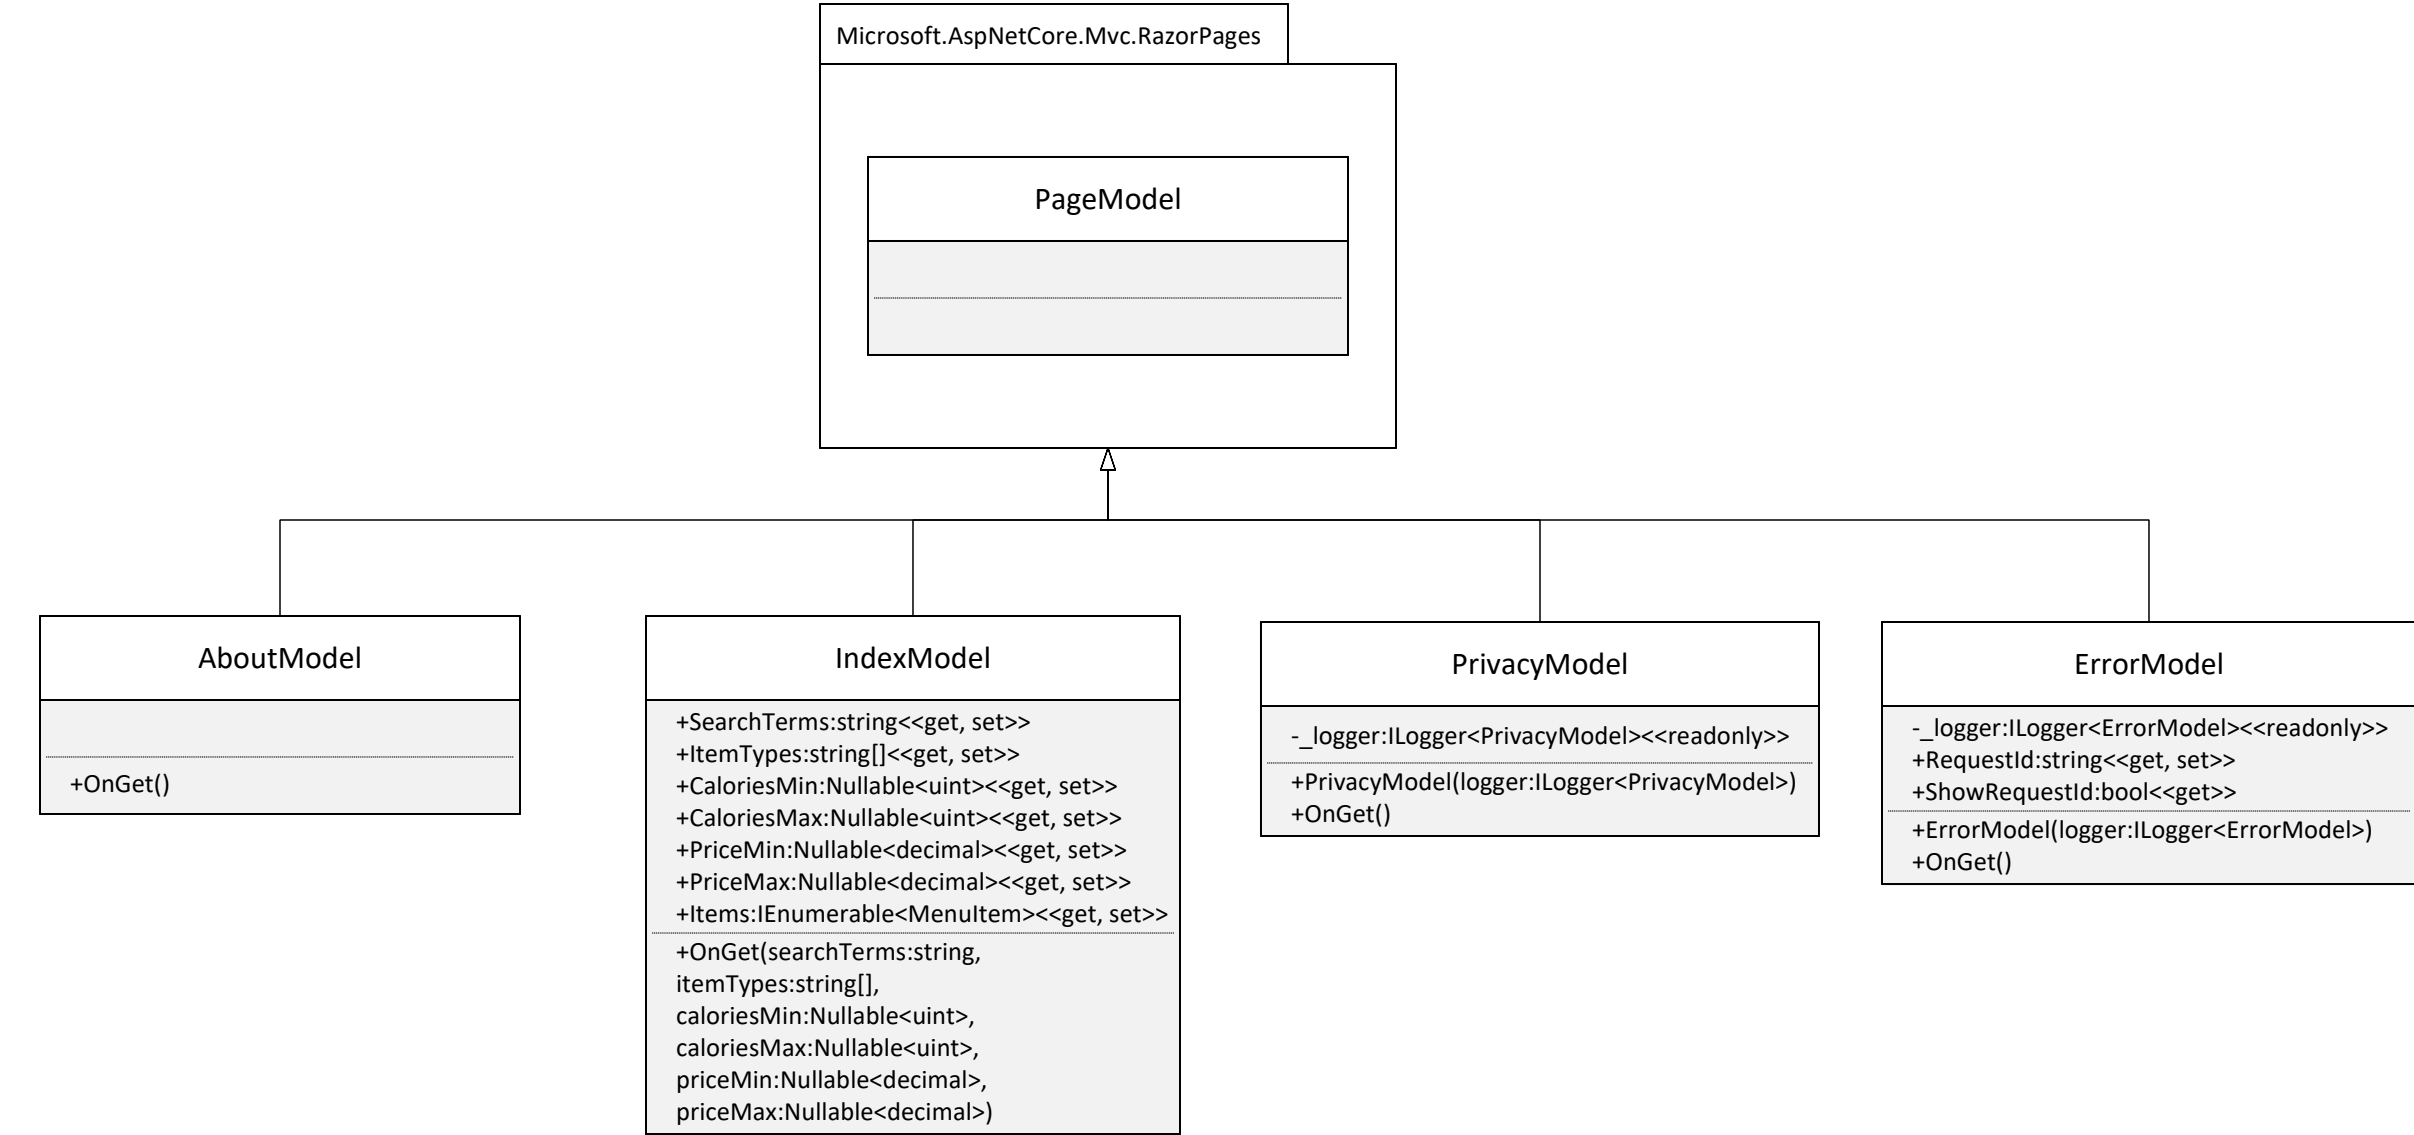 Microsoft.AspNetCore.Mvc.RazorPages
PageModel
AboutModel
+OnGet()
IndexModel
+SearchTerms:string<<get, set>>
+ItemTypes:string[]<<get, set>>
+CaloriesMin:Nullable<uint><<get, set>>
+CaloriesMax:Nullable<uint><<get, set>>
+PriceMin:Nullable<decimal><<get, set>>
+PriceMax:Nullable<decimal><<get, set>>
+Items:IEnumerable<MenuItem><<get, set>>
+OnGet(searchTerms:string,
itemTypes:string[],
caloriesMin:Nullable<uint>,
caloriesMax:Nullable<uint>,
priceMin:Nullable<decimal>,
priceMax:Nullable<decimal>)
PrivacyModel
-_logger:ILogger<PrivacyModel><<readonly>>
+PrivacyModel(logger:ILogger<PrivacyModel>)
+OnGet()
ErrorModel
-_logger:ILogger<ErrorModel><<readonly>>
+RequestId:string<<get, set>>
+ShowRequestId:bool<<get>>
+ErrorModel(logger:ILogger<ErrorModel>)
+OnGet()